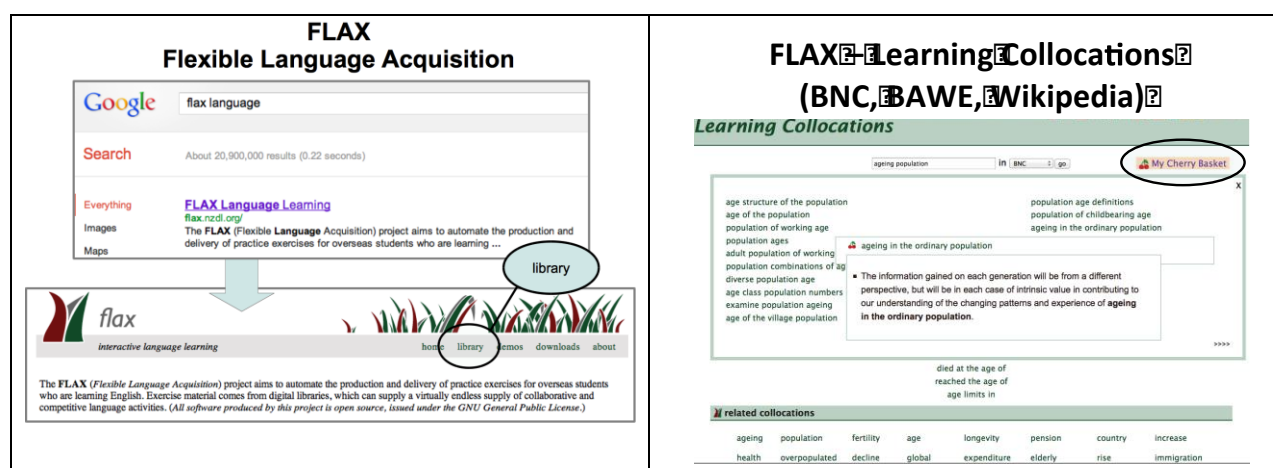 FLAX
Flexible Language Acquisition
Google
flax language
Search
About 20,900,000 results (0.22 seconds)
Everything
FLAX Language Learning
flax.nzdl.org/
Images
The FLAX (Flexible Language Acquisition) project aims to automate the production and
Maps
delivery of practice exercises for overseas students who are learning ...
library
flax
interactive language learning
home library demos downloads about
The FLAX (Flexible Language Acquisition) project aims to automate the production and delivery of practice exercises for overseas students
who are learning English. Exercise material comes from digital libraries, which can supply a virtually endless supply of collaborative and
competitive language activities. (All software produced by this project is open source, issued under the GNU General Public License.)
FLAX – Learning Collocations
(BNC, BAWE, Wikipedia)
Learning Collocations
ageing population in BNC go My Cherry Basket
X
age structure of the population
age of the population
population of working age
population ages
adult population of working
population combinations of ag
diverse population age
age class population numbers
examine population ageing
age of the village population
population age definitions
population of childbearing age
ageing in the ordinary population
ageing in the ordinary population
The information gained on each generation will be from a different
perspective, but will be in each case of intrinsic value in contributing to
our understanding of the changing patterns and experience of ageing
in the ordinary population.
>>>>
died at the age of
reached the age of
age limits in
related collocations
ageing population fertility age longevity pension country increase
health overpopulated decline global expenditure elderly rise immigration